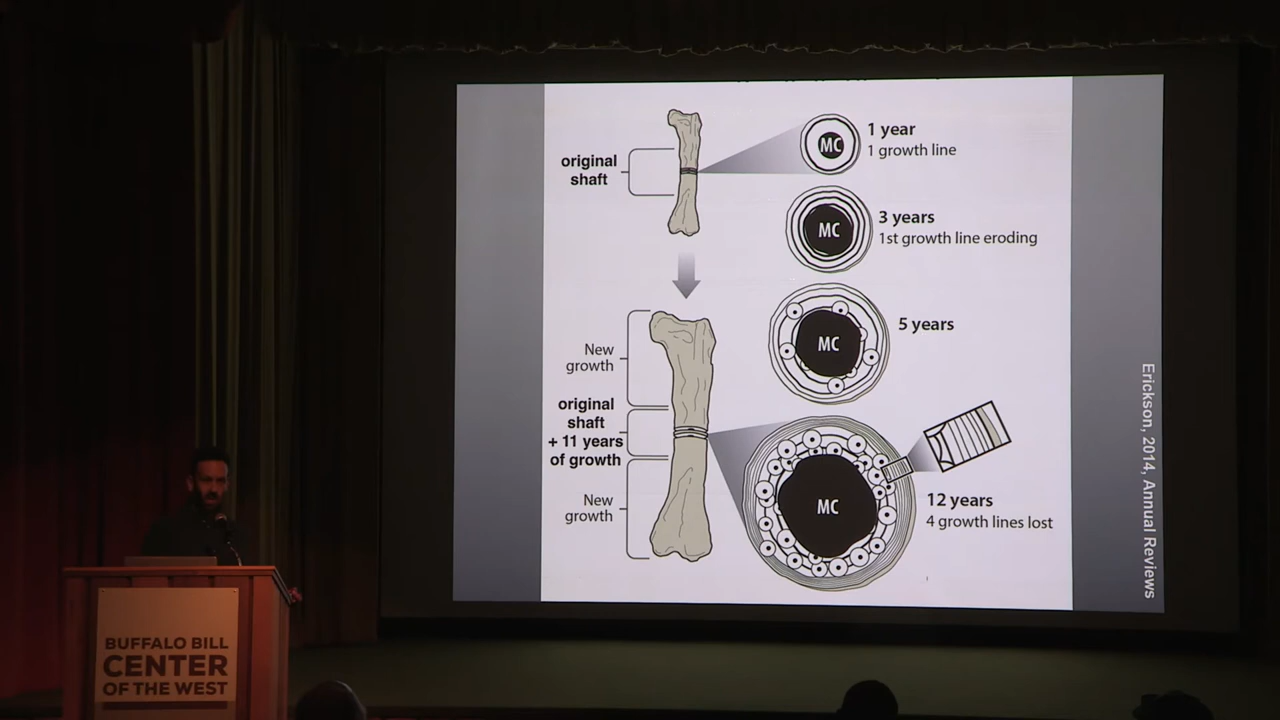 original
shaft
MC
1 year
1 growth line
MC
3 years
1st growth line eroding
MC
5 years
New
growth
original
shaft
+ 11 years
of growth
New
growth
MC
12 years
4 growth lines lost
Erickson, 2014, Annual Reviews
BUFFALO BILL
CENTER
OF THE WEST